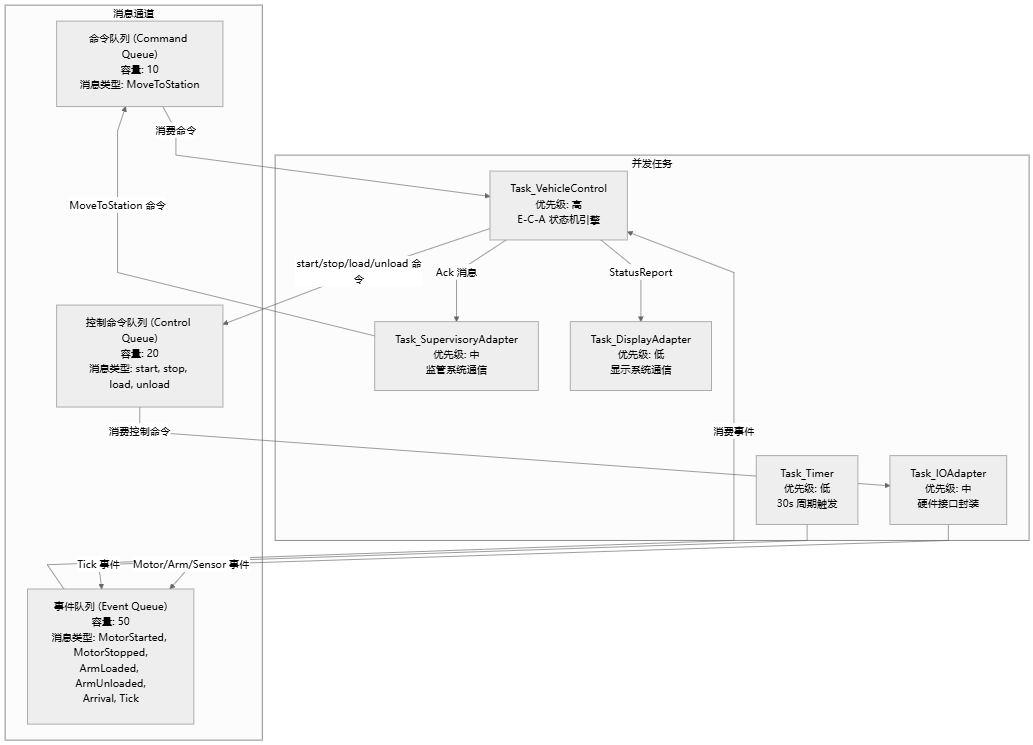 消息通道
命令队列 (Command
Queue)
容量: 10
消息类型: MoveToStation
消费命令
MoveToStation 命令
并发任务
Task_VehicleControl
优先级: 高
E-C-A 状态机引擎
start/stop/load/unload 命
令
Ack 消息
StatusReport
控制命令队列 (Control
Queue)
容量: 20
消息类型: start, stop,
load, unload
Task_SupervisoryAdapter
优先级: 中
监管系统通信
Task_DisplayAdapter
优先级: 低
显示系统通信
消费控制命令
消费事件
Task_Timer
优先级: 低
30s 周期触发
Task_IOAdapter
优先级: 中
硬件接口封装
Tick 事件
Motor/Arm/Sensor 事件
事件队列 (Event Queue)
容量: 50
消息类型: MotorStarted,
MotorStopped,
ArmLoaded,
ArmUnloaded,
Arrival, Tick